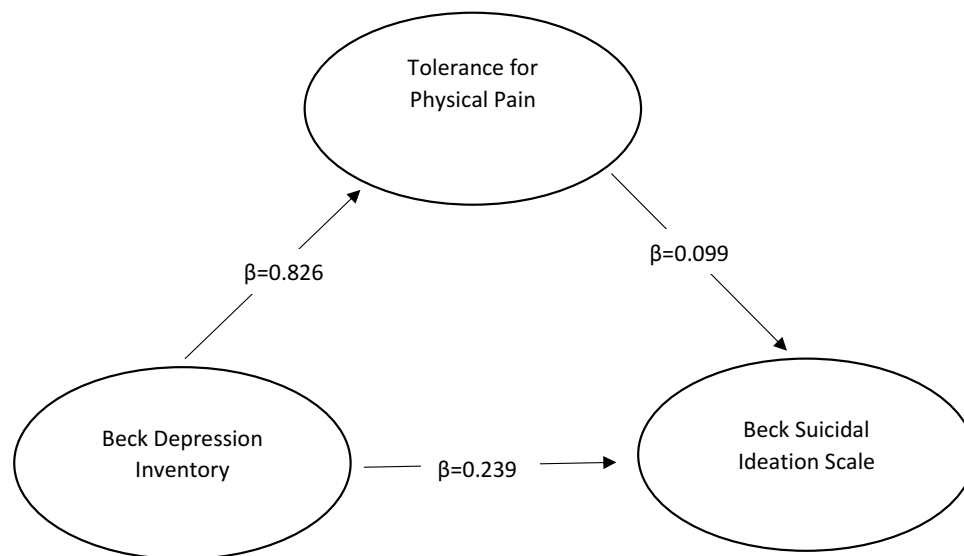 Tolerance for
Physical Pain
β=0.099
β=0.826
Beck Depression
Inventory
β=0.239
Beck Suicidal
Ideation Scale